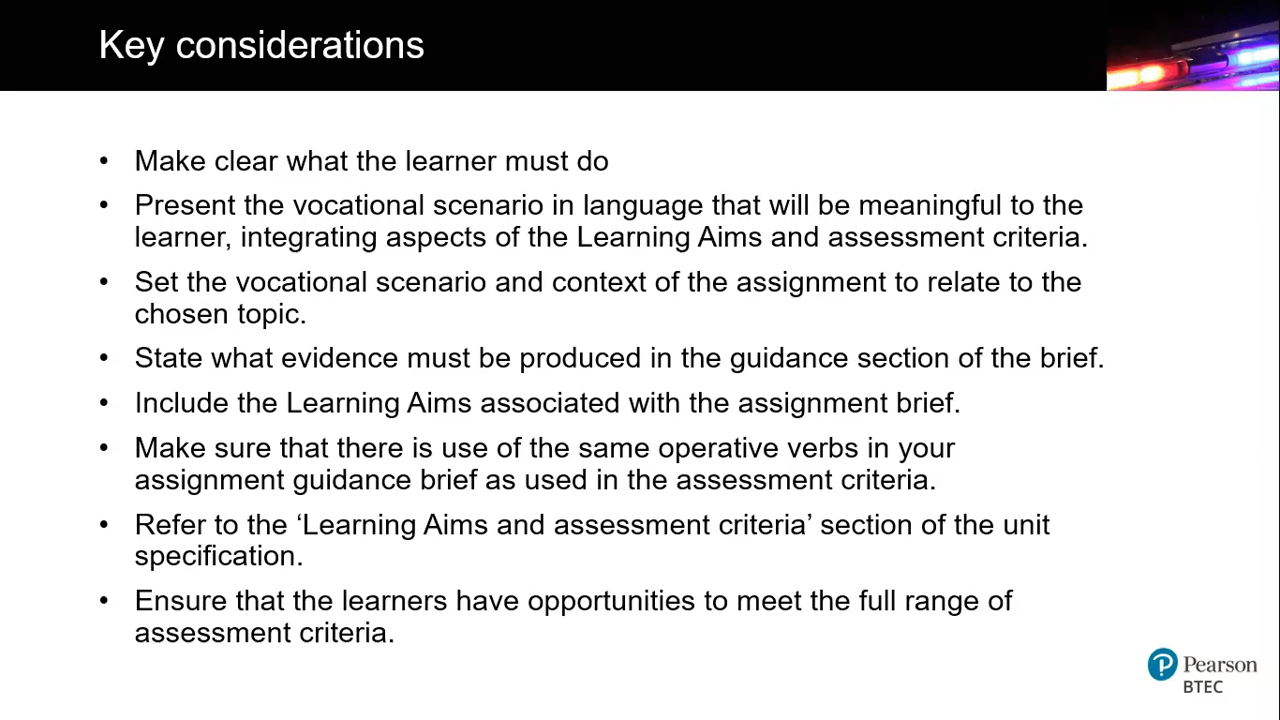 Key considerations
• Make clear what the learner must do
• Present the vocational scenario in language that will be meaningful to the
learner, integrating aspects of the Learning Aims and assessment criteria.
• Set the vocational scenario and context of the assignment to relate to the
chosen topic.
• State what evidence must be produced in the guidance section of the brief.
• Include the Learning Aims associated with the assignment brief.
• Make sure that there is use of the same operative verbs in your
assignment guidance brief as used in the assessment criteria.
• Refer to the ‘Learning Aims and assessment criteria’ section of the unit
specification.
• Ensure that the learners have opportunities to meet the full range of
assessment criteria.
Pearson
BTEC